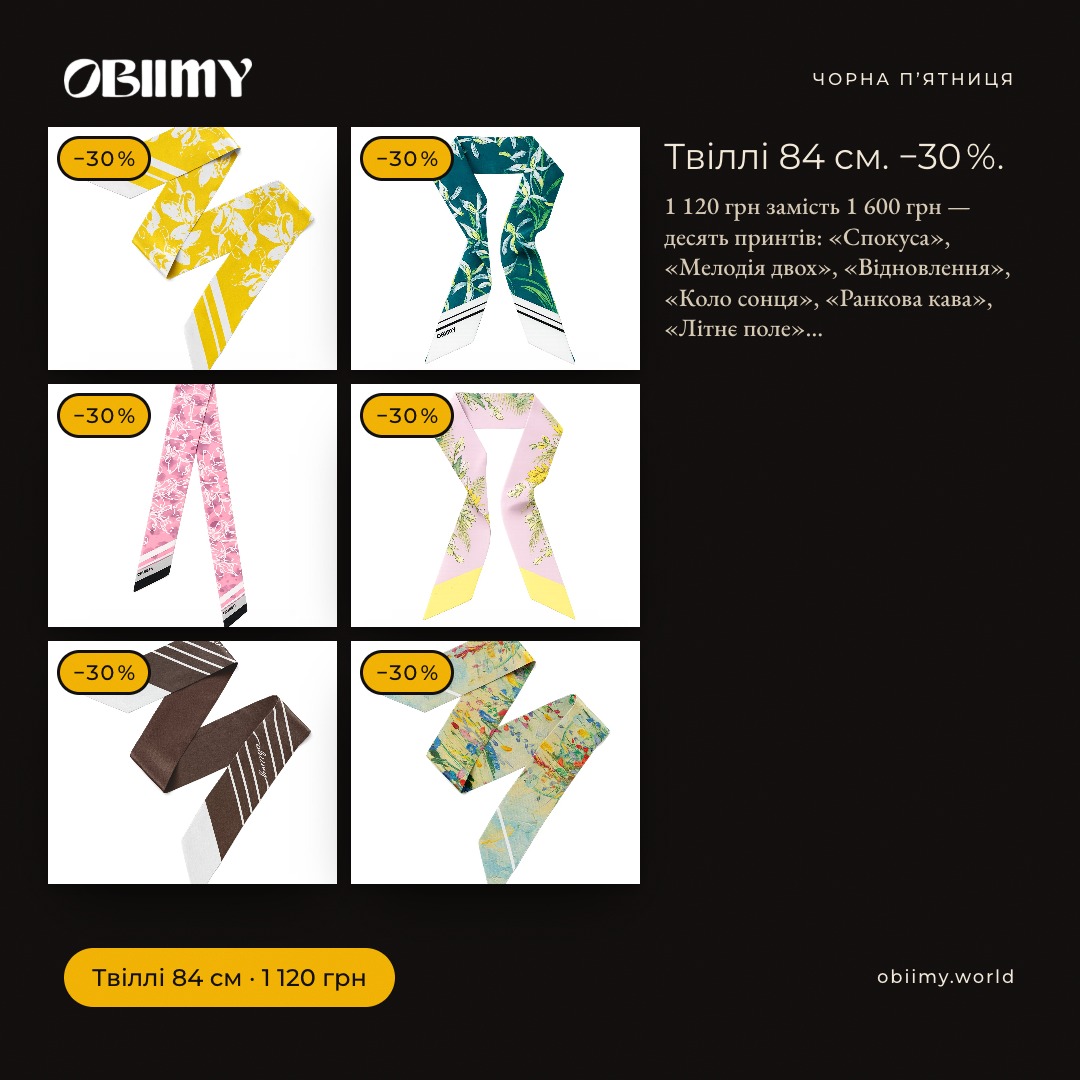 OBIIMY
ЧОРНА П’ЯТНИЦЯ
−30 %
−30 %
Твіллі 84 см. −30 %.
1 120 грн замість 1 600 грн —
десять принтів: «Спокуса»,
«Мелодія двох», «Відновлення»,
«Коло сонця», «Ранкова кава»,
«Літнє поле»...
OBIIMY
−30 %
−30 %
−30 %
−30 %
Твіллі 84 см · 1 120 грн
obiimy.world